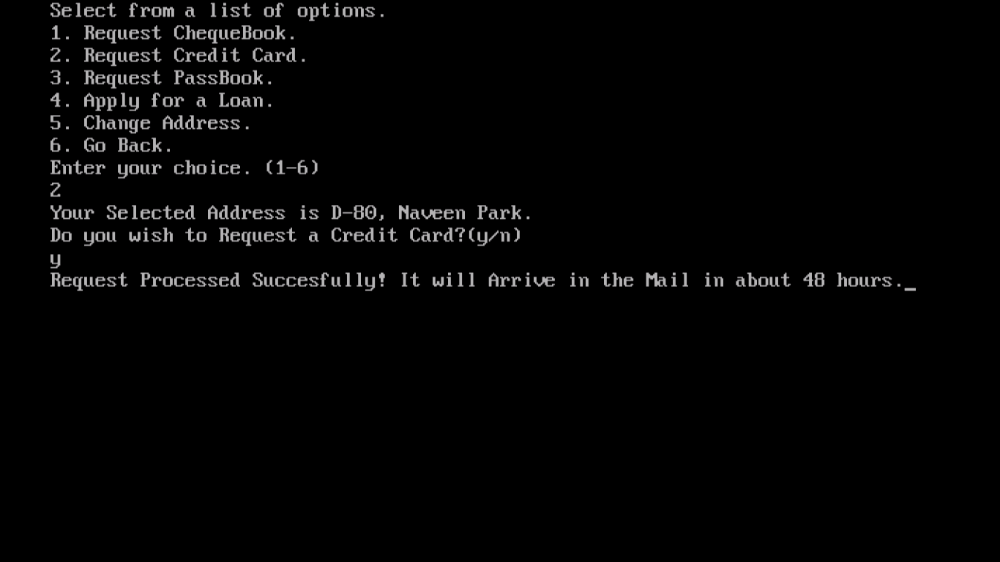 Select from a list of options.
1. Request ChequeBook.
2. Request Credit Card.
3. Request PassBook.
4. Apply for a Loan.
5. Change Address.
6. Go Back.
Enter your choice. (1-6)
2
Your Selected Address is D-80, Naveen Park.
Do you wish to Request a Credit Card?(y/n)
y
Request Processed Succesfully! It will Arrive in the Mail in about 48 hours._